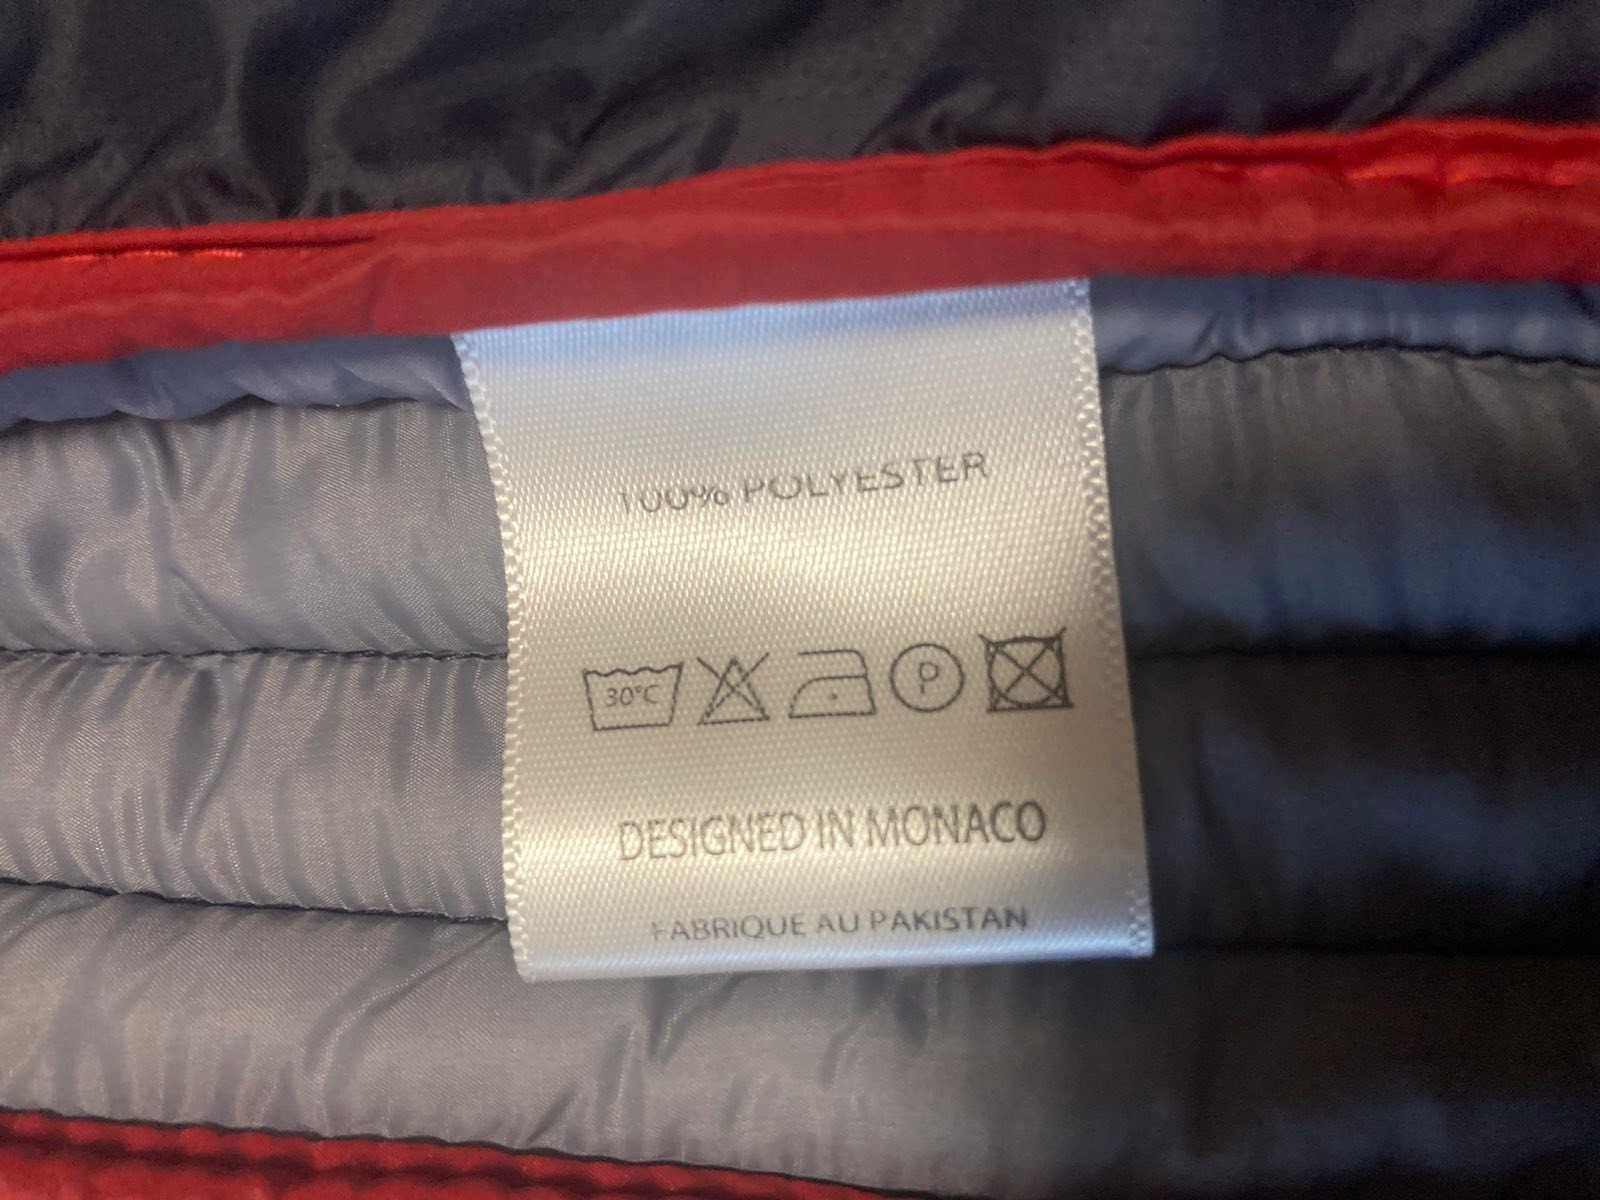 100% POLYESTER
30°C P
DESIGNED IN MONACO
FABRIQUE AU PAKISTAN